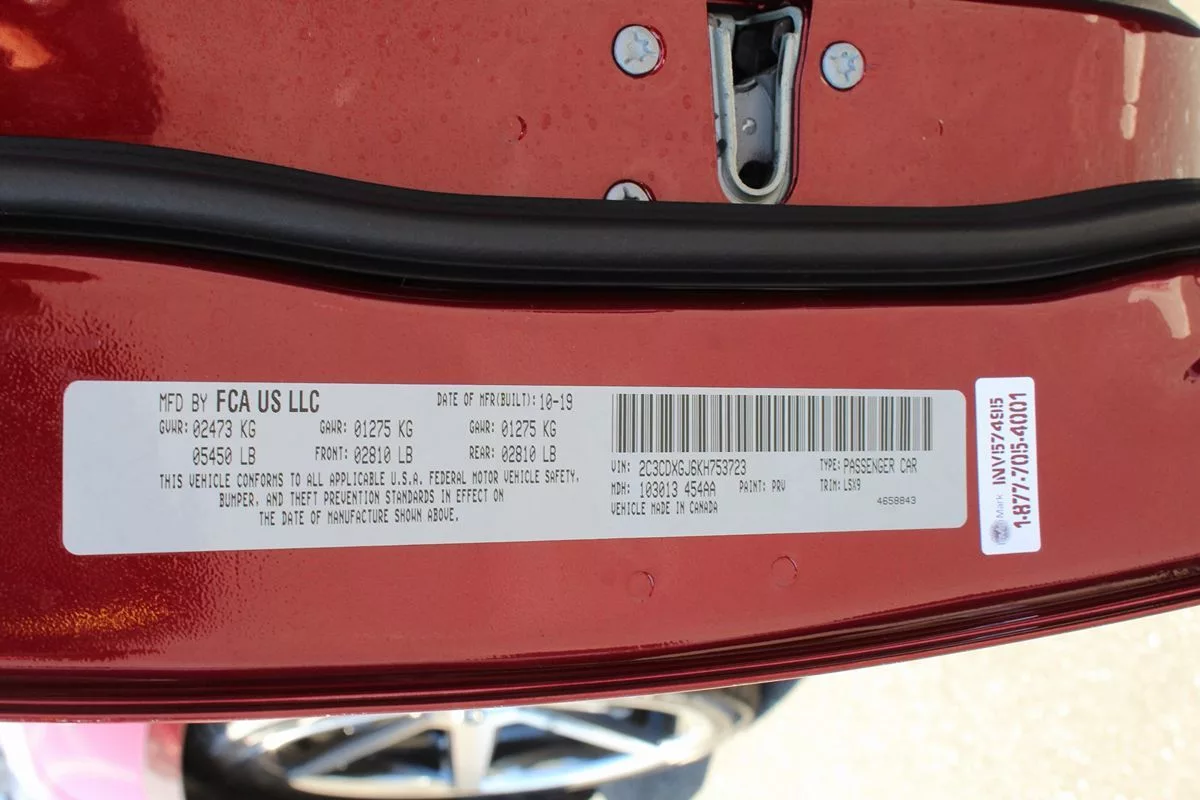 MFD BY FCA US LLC
DATE OF MFR(BUILT): 10-19
GVWR: 02473 KG GAWR: 01275 KG GAWR: 01275 KG
05450 LB FRONT: 02810 LB REAR: 02810 LB
THIS VEHICLE CONFORMS TO ALL APPLICABLE U.S.A. FEDERAL MOTOR VEHICLE SAFETY,
BUMPER, AND THEFT PREVENTION STANDARDS IN EFFECT ON
THE DATE OF MANUFACTURE SHOWN ABOVE.
VIN: 2C3CDXGJ6KH753723 TYPE: PASSENGER CAR
MDH: 103013 454AA PAINT: PRV TRIM: LSX9
VEHICLE MADE IN CANADA 4658843
Mark INV1574915
1-877-705-4001